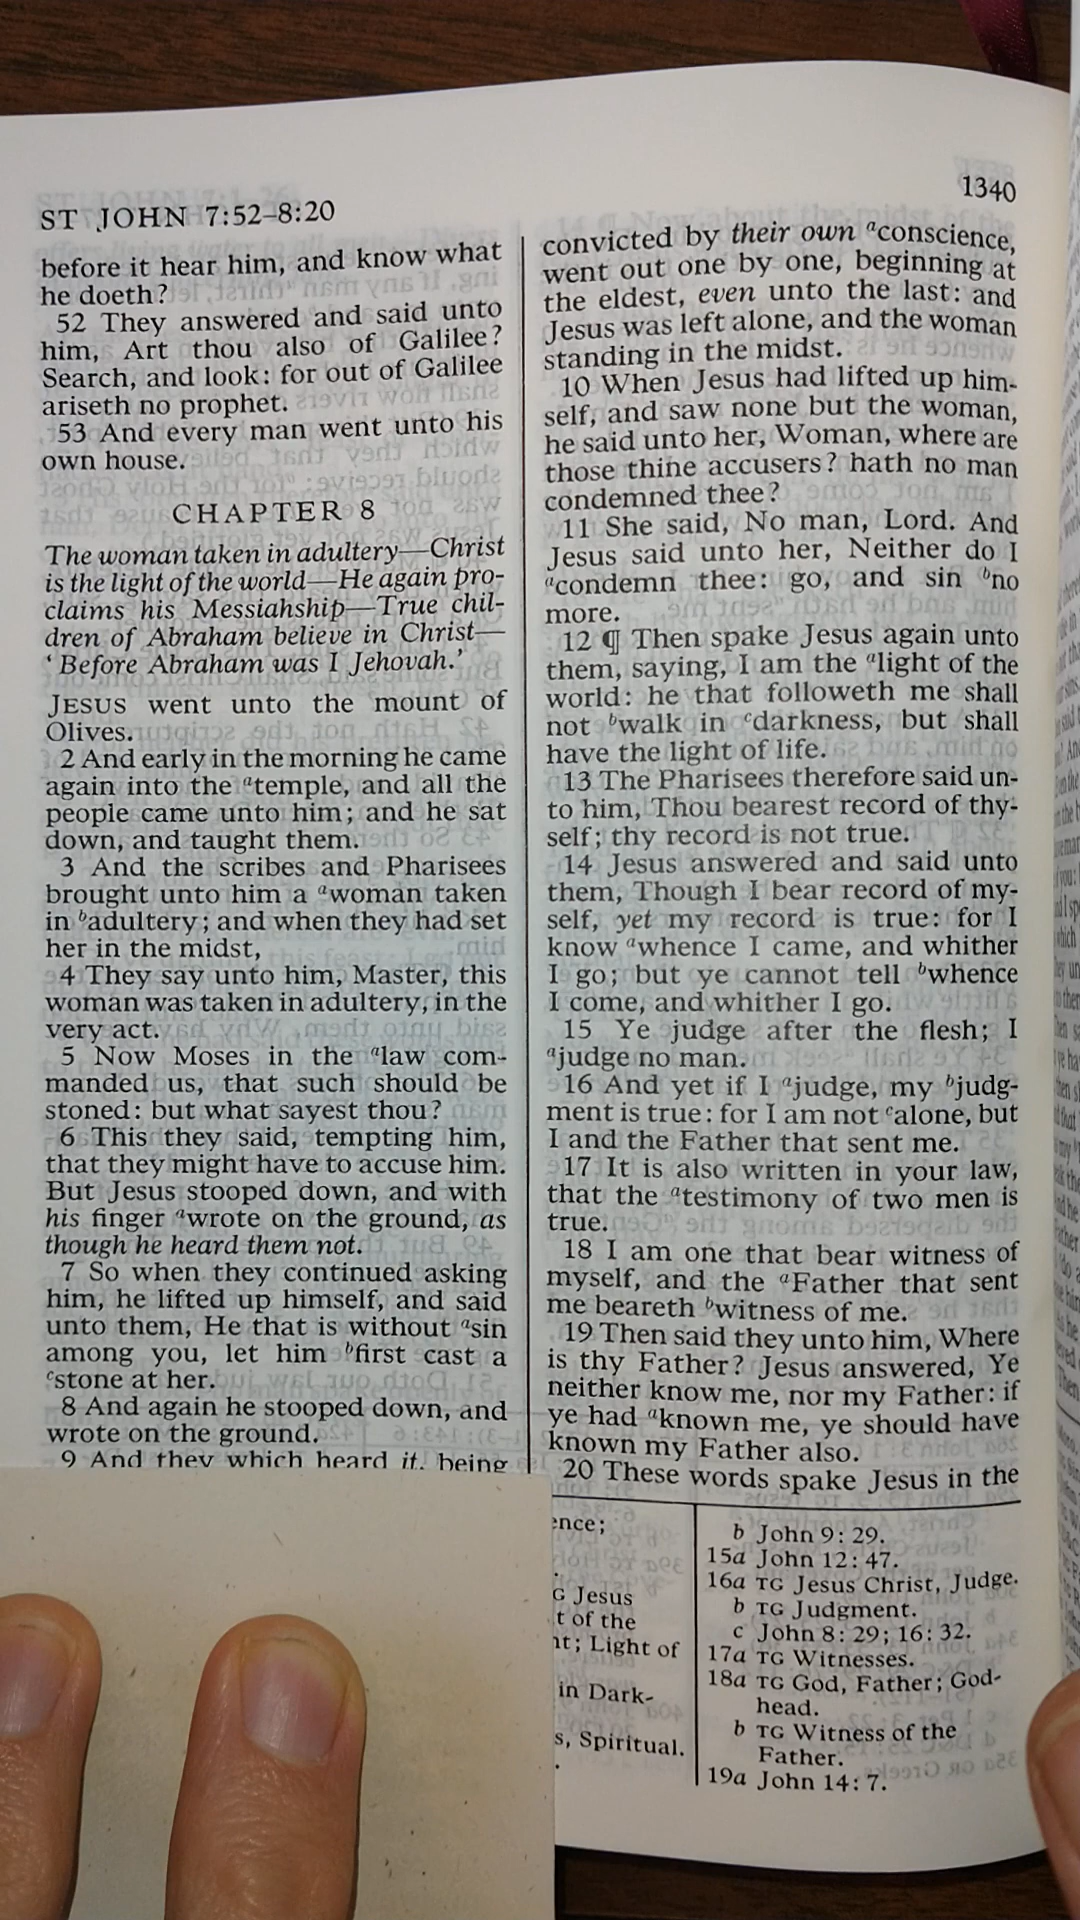 ST JOHN 7:52–8:20
1340
before it hear him, and know what
he doeth?
52 They answered and said unto
him, Art thou also of Galilee?
Search, and look: for out of Galilee
ariseth no prophet.
53 And every man went unto his
own house.
CHAPTER 8
The woman taken in adultery—Christ
is the light of the world—He again pro-
claims his Messiahship—True chil-
dren of Abraham believe in Christ—
‘Before Abraham was I Jehovah.’
JESUS went unto the mount of
Olives.
2 And early in the morning he came
again into the atemple, and all the
people came unto him; and he sat
down, and taught them.
3 And the scribes and Pharisees
brought unto him a awoman taken
in badultery; and when they had set
her in the midst,
4 They say unto him, Master, this
woman was taken in adultery, in the
very act.
5 Now Moses in the alaw com-
manded us, that such should be
stoned: but what sayest thou?
6 This they said, tempting him,
that they might have to accuse him.
But Jesus stooped down, and with
his finger awrote on the ground, as
though he heard them not.
7 So when they continued asking
him, he lifted up himself, and said
unto them, He that is without asin
among you, let him bfirst cast a
cstone at her.
8 And again he stooped down, and
wrote on the ground.
9 And they which heard it, being
convicted by their own aconscience,
went out one by one, beginning at
the eldest, even unto the last: and
Jesus was left alone, and the woman
standing in the midst.
10 When Jesus had lifted up him-
self, and saw none but the woman,
he said unto her, Woman, where are
those thine accusers? hath no man
condemned thee?
11 She said, No man, Lord. And
Jesus said unto her, Neither do I
acondemn thee: go, and sin bno
more.
12 ¶ Then spake Jesus again unto
them, saying, I am the alight of the
world: he that followeth me shall
not bwalk in cdarkness, but shall
have the light of life.
13 The Pharisees therefore said un-
to him, Thou bearest record of thy-
self; thy record is not true.
14 Jesus answered and said unto
them, Though I bear record of my-
self, yet my record is true: for I
know awhence I came, and whither
I go; but ye cannot tell bwhence
I come, and whither I go.
15 Ye judge after the flesh; I
ajudge no man.
16 And yet if I ajudge, my bjudg-
ment is true: for I am not calone, but
I and the Father that sent me.
17 It is also written in your law,
that the atestimony of two men is
true.
18 I am one that bear witness of
myself, and the aFather that sent
me beareth bwitness of me.
19 Then said they unto him, Where
is thy Father? Jesus answered, Ye
neither know me, nor my Father: if
ye had aknown me, ye should have
known my Father also.
20 These words spake Jesus in the
ence;
G Jesus
t of the
nt; Light of
in Dark-
s, Spiritual.
b John 9: 29.
15a John 12: 47.
16a TG Jesus Christ, Judge.
b TG Judgment.
c John 8: 29; 16: 32.
17a TG Witnesses.
18a TG God, Father; God-
head.
b TG Witness of the
Father.
19a John 14: 7.